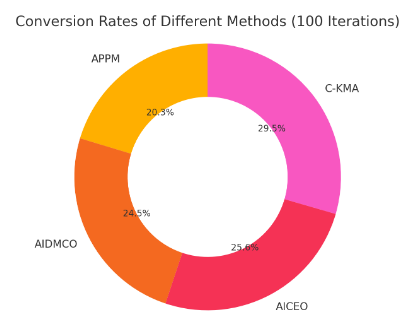 Conversion Rates of Different Methods (100 Iterations)
APPM
C-KMA
20.3%
29.5%
24.5%
AIDMCO
25.6%
AICEO